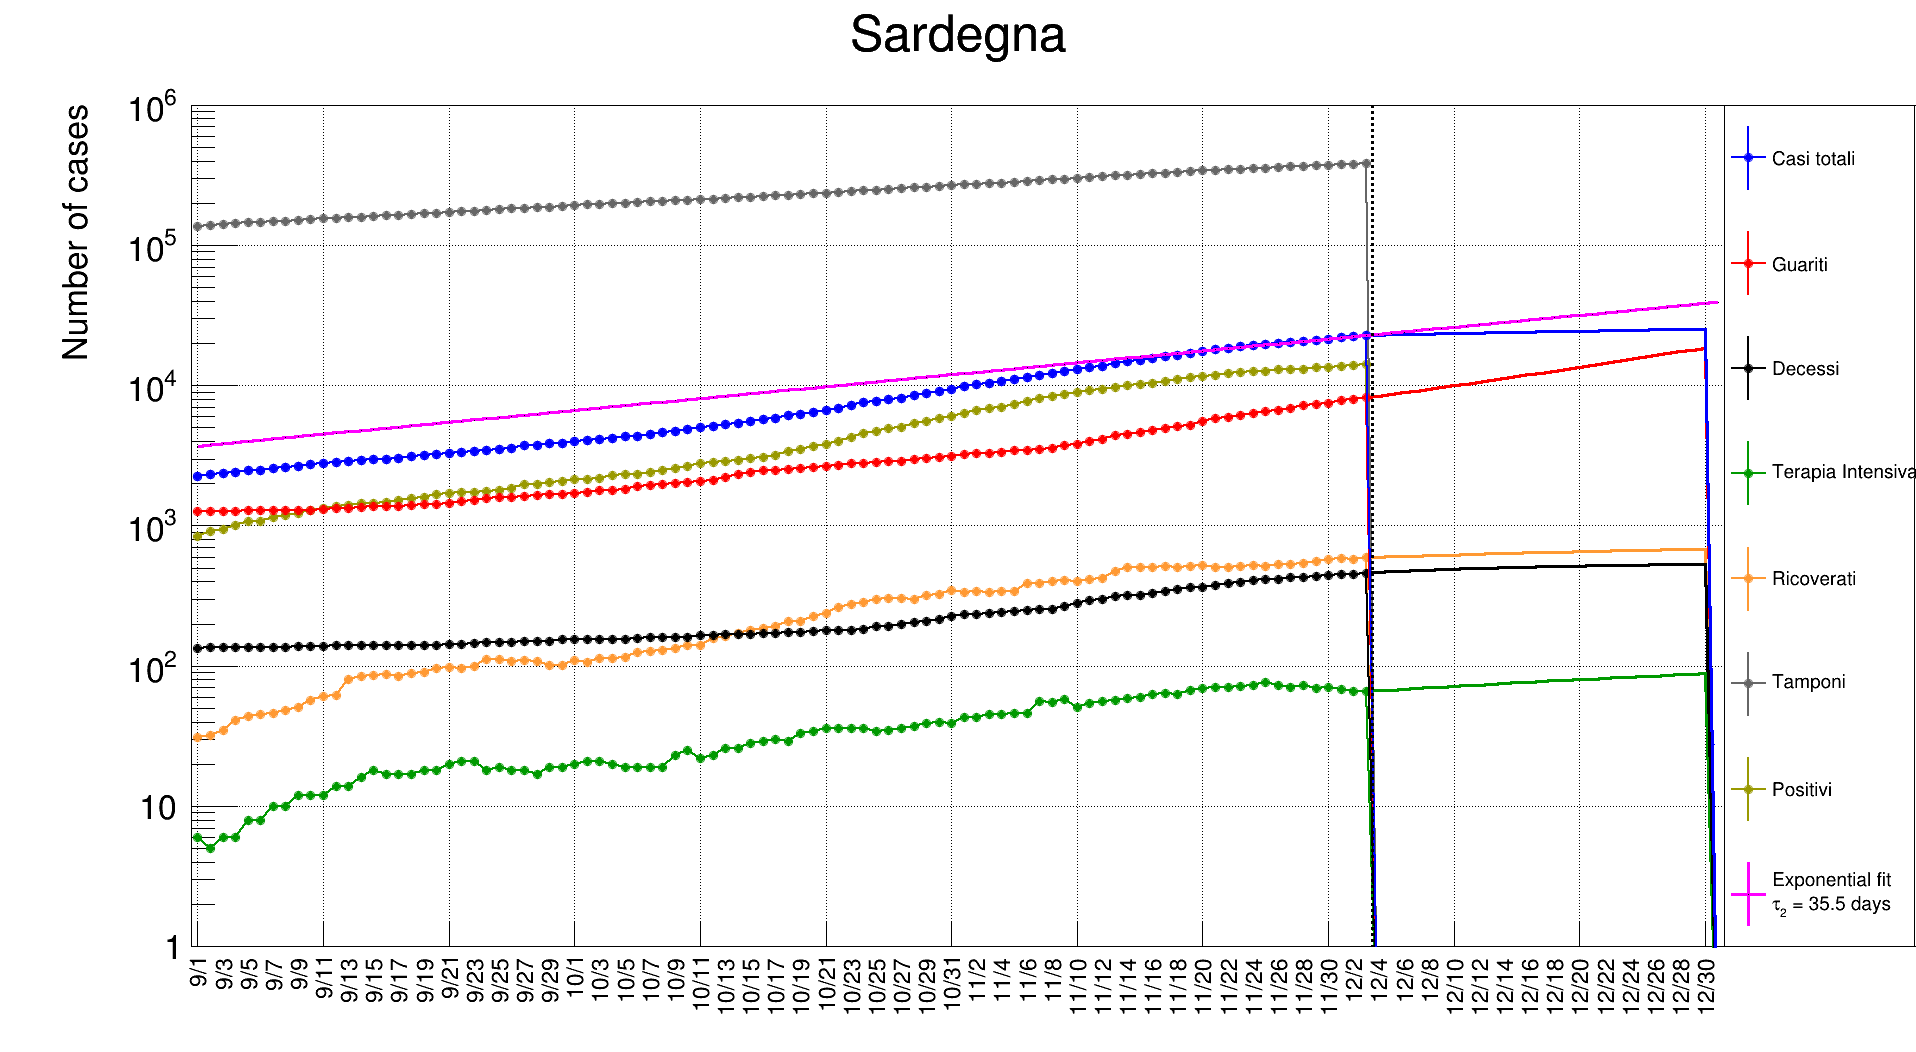 Sardegna
Number of cases
10^6
10^5
10^4
10^3
10^2
10
1
9/1 9/3 9/5 9/7 9/9 9/11 9/13 9/15 9/17 9/19 9/21 9/23 9/25 9/27 9/29 10/1 10/3 10/5 10/7 10/9 10/11 10/13 10/15 10/17 10/19 10/21 10/23 10/25 10/27 10/29 10/31 11/2 11/4 11/6 11/8 11/10 11/12 11/14 11/16 11/18 11/20 11/22 11/24 11/26 11/28 11/30 12/2 12/4 12/6 12/8 12/10 12/12 12/14 12/16 12/18 12/20 12/22 12/24 12/26 12/28 12/30
Casi totali
Guariti
Decessi
Terapia Intensiva
Ricoverati
Tamponi
Positivi
Exponential fit
τ_2 = 35.5 days